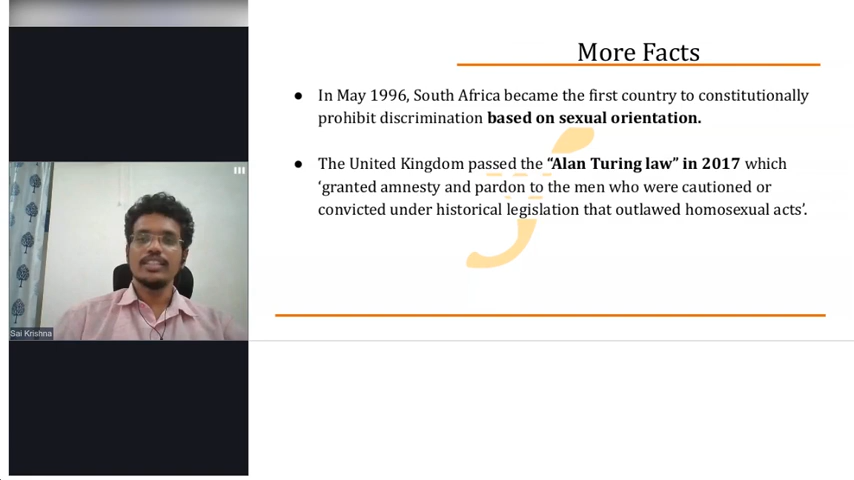 More Facts
● In May 1996, South Africa became the first country to constitutionally
prohibit discrimination based on sexual orientation.
● The United Kingdom passed the “Alan Turing law” in 2017 which
‘granted amnesty and pardon to the men who were cautioned or
convicted under historical legislation that outlawed homosexual acts’.
Sai Krishna